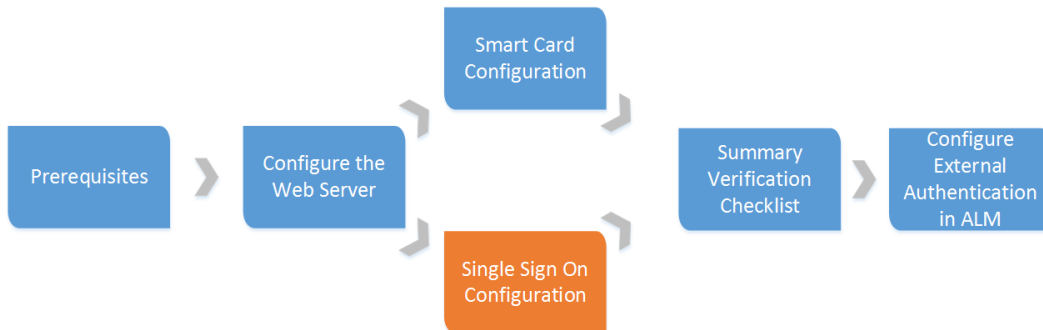 Prerequisites
Configure the
Web Server
Smart Card
Configuration
Single Sign On
Configuration
Summary
Verification
Checklist
Configure
External
Authentication
in ALM